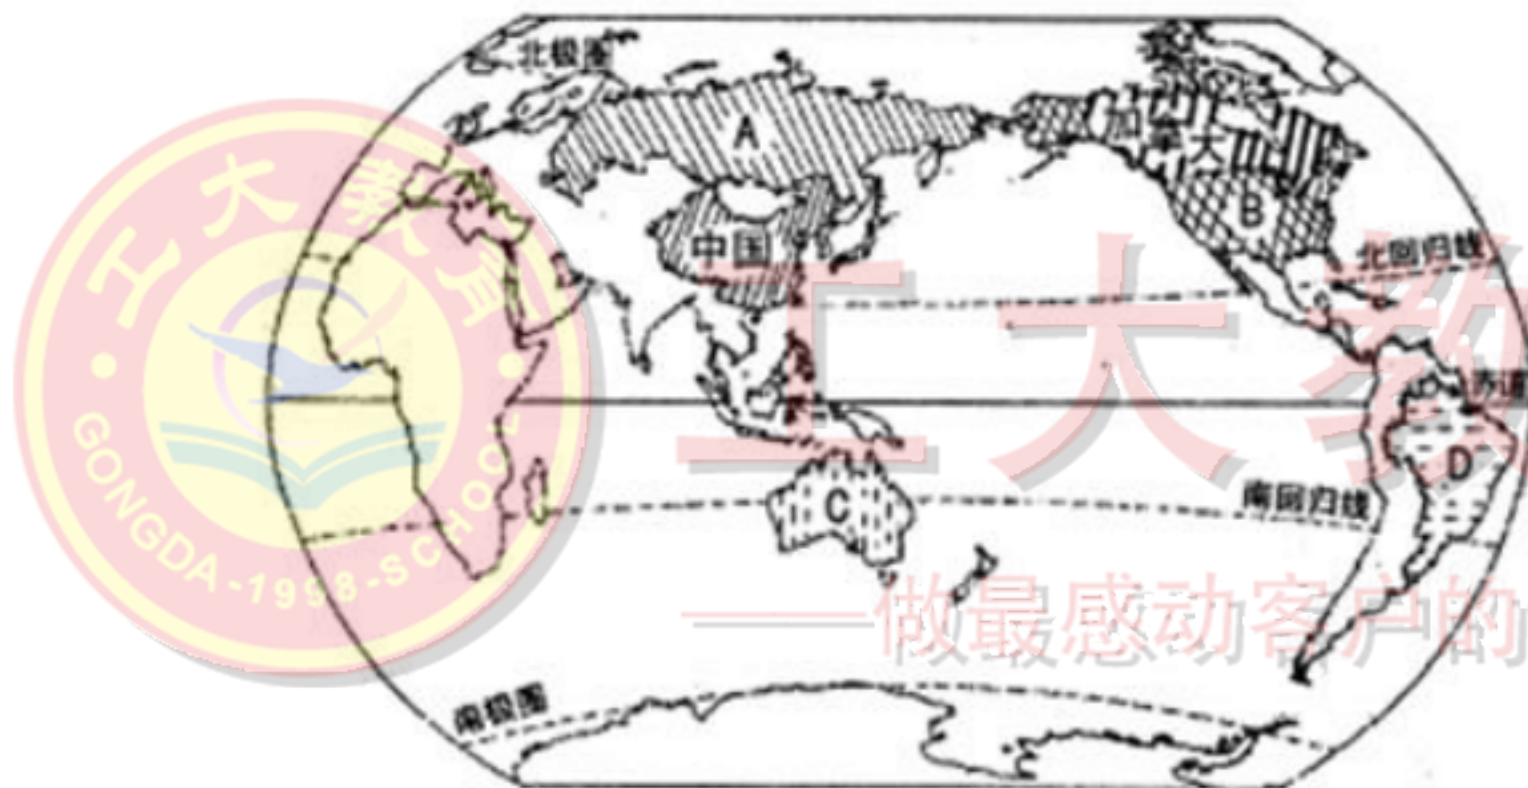 北极圈
A
加拿大
B
中国
北回归线
赤道
C
D
南回归线
南极圈
工大教育
GONGDA-1998-SCHOOL
工大教
——做最感动客户的